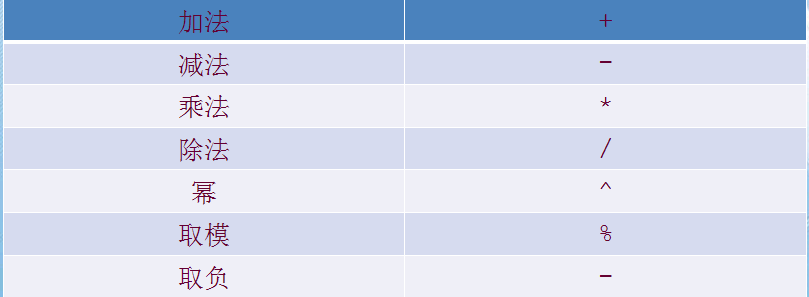 加法 +
减法 -
乘法 *
除法 /
幂 ^
取模 %
取负 -